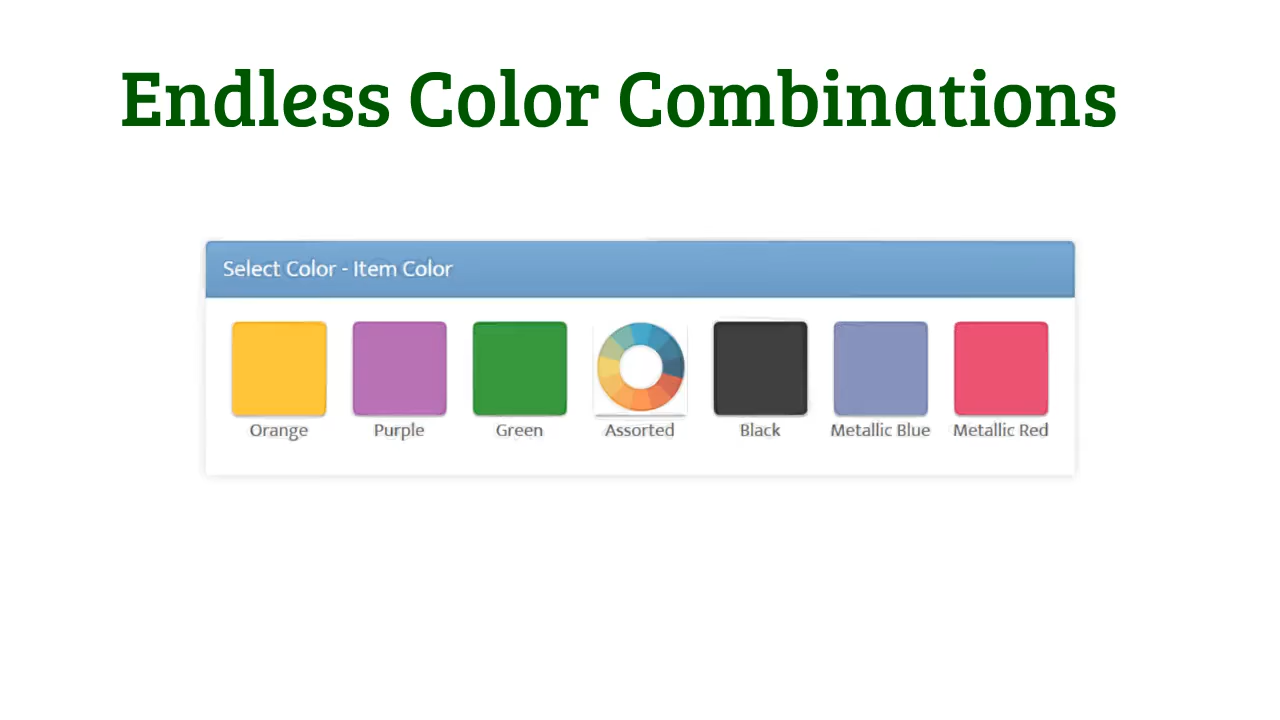 Endless Color Combinations
Select Color - Item Color
Orange Purple Green Assorted Black Metallic Blue Metallic Red